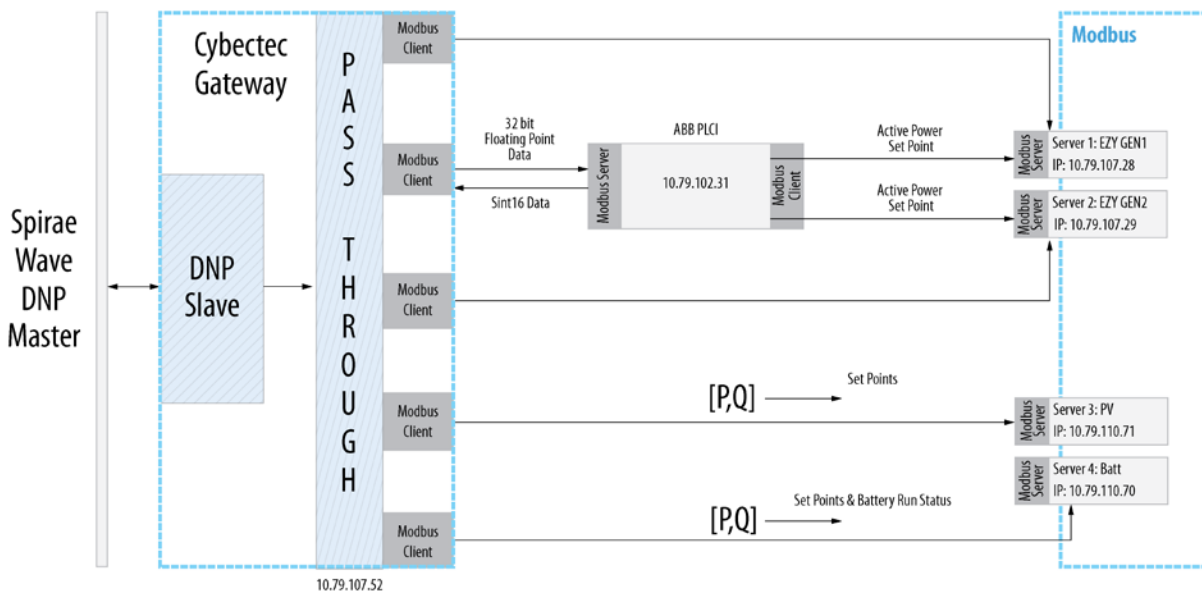 Spirae
Wave
DNP
Master
Cybectec
Gateway
DNP
Slave
P
A
S
S
T
H
R
O
U
G
H
10.79.107.52
Modbus
Client
Modbus
Client
Modbus
Client
Modbus
Client
Modbus
Client
32 bit
Floating Point
Data
Sint16 Data
ABB PLCI
Modbus Server
10.79.102.31
Modbus
Client
Active Power
Set Point
Active Power
Set Point
[P,Q]
Set Points
[P,Q]
Set Points & Battery Run Status
Modbus
Modbus
Server
Server 1: EZY GEN1
IP: 10.79.107.28
Modbus
Server
Server 2: EZY GEN2
IP: 10.79.107.29
Modbus
Server
Server 3: PV
IP: 10.79.110.71
Modbus
Server
Server 4: Batt
IP: 10.79.110.70